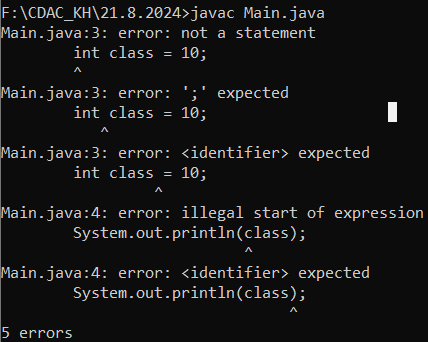 F:\CDAC_KH\21.8.2024>javac Main.java
Main.java:3: error: not a statement
        int class = 10;
        ^
Main.java:3: error: ';' expected
        int class = 10;
           ^
Main.java:3: error: <identifier> expected
        int class = 10;
                 ^
Main.java:4: error: illegal start of expression
        System.out.println(class);
                           ^
Main.java:4: error: <identifier> expected
        System.out.println(class);
                                ^
5 errors